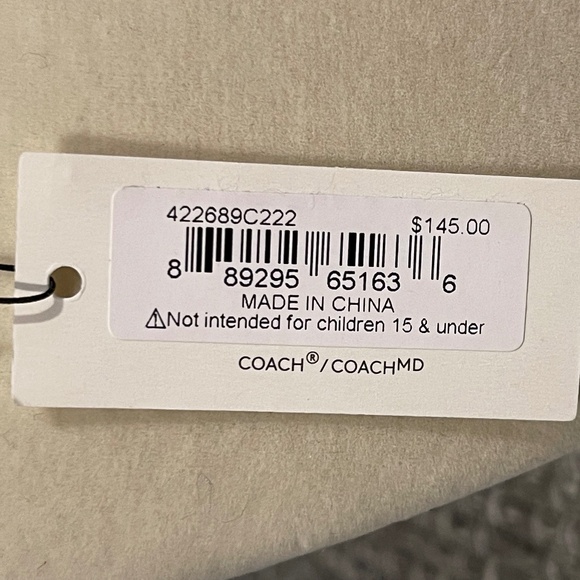 422689C222 $145.00
8 89295 65163 6
MADE IN CHINA
⚠Not intended for children 15 & under
COACH®/COACHMD